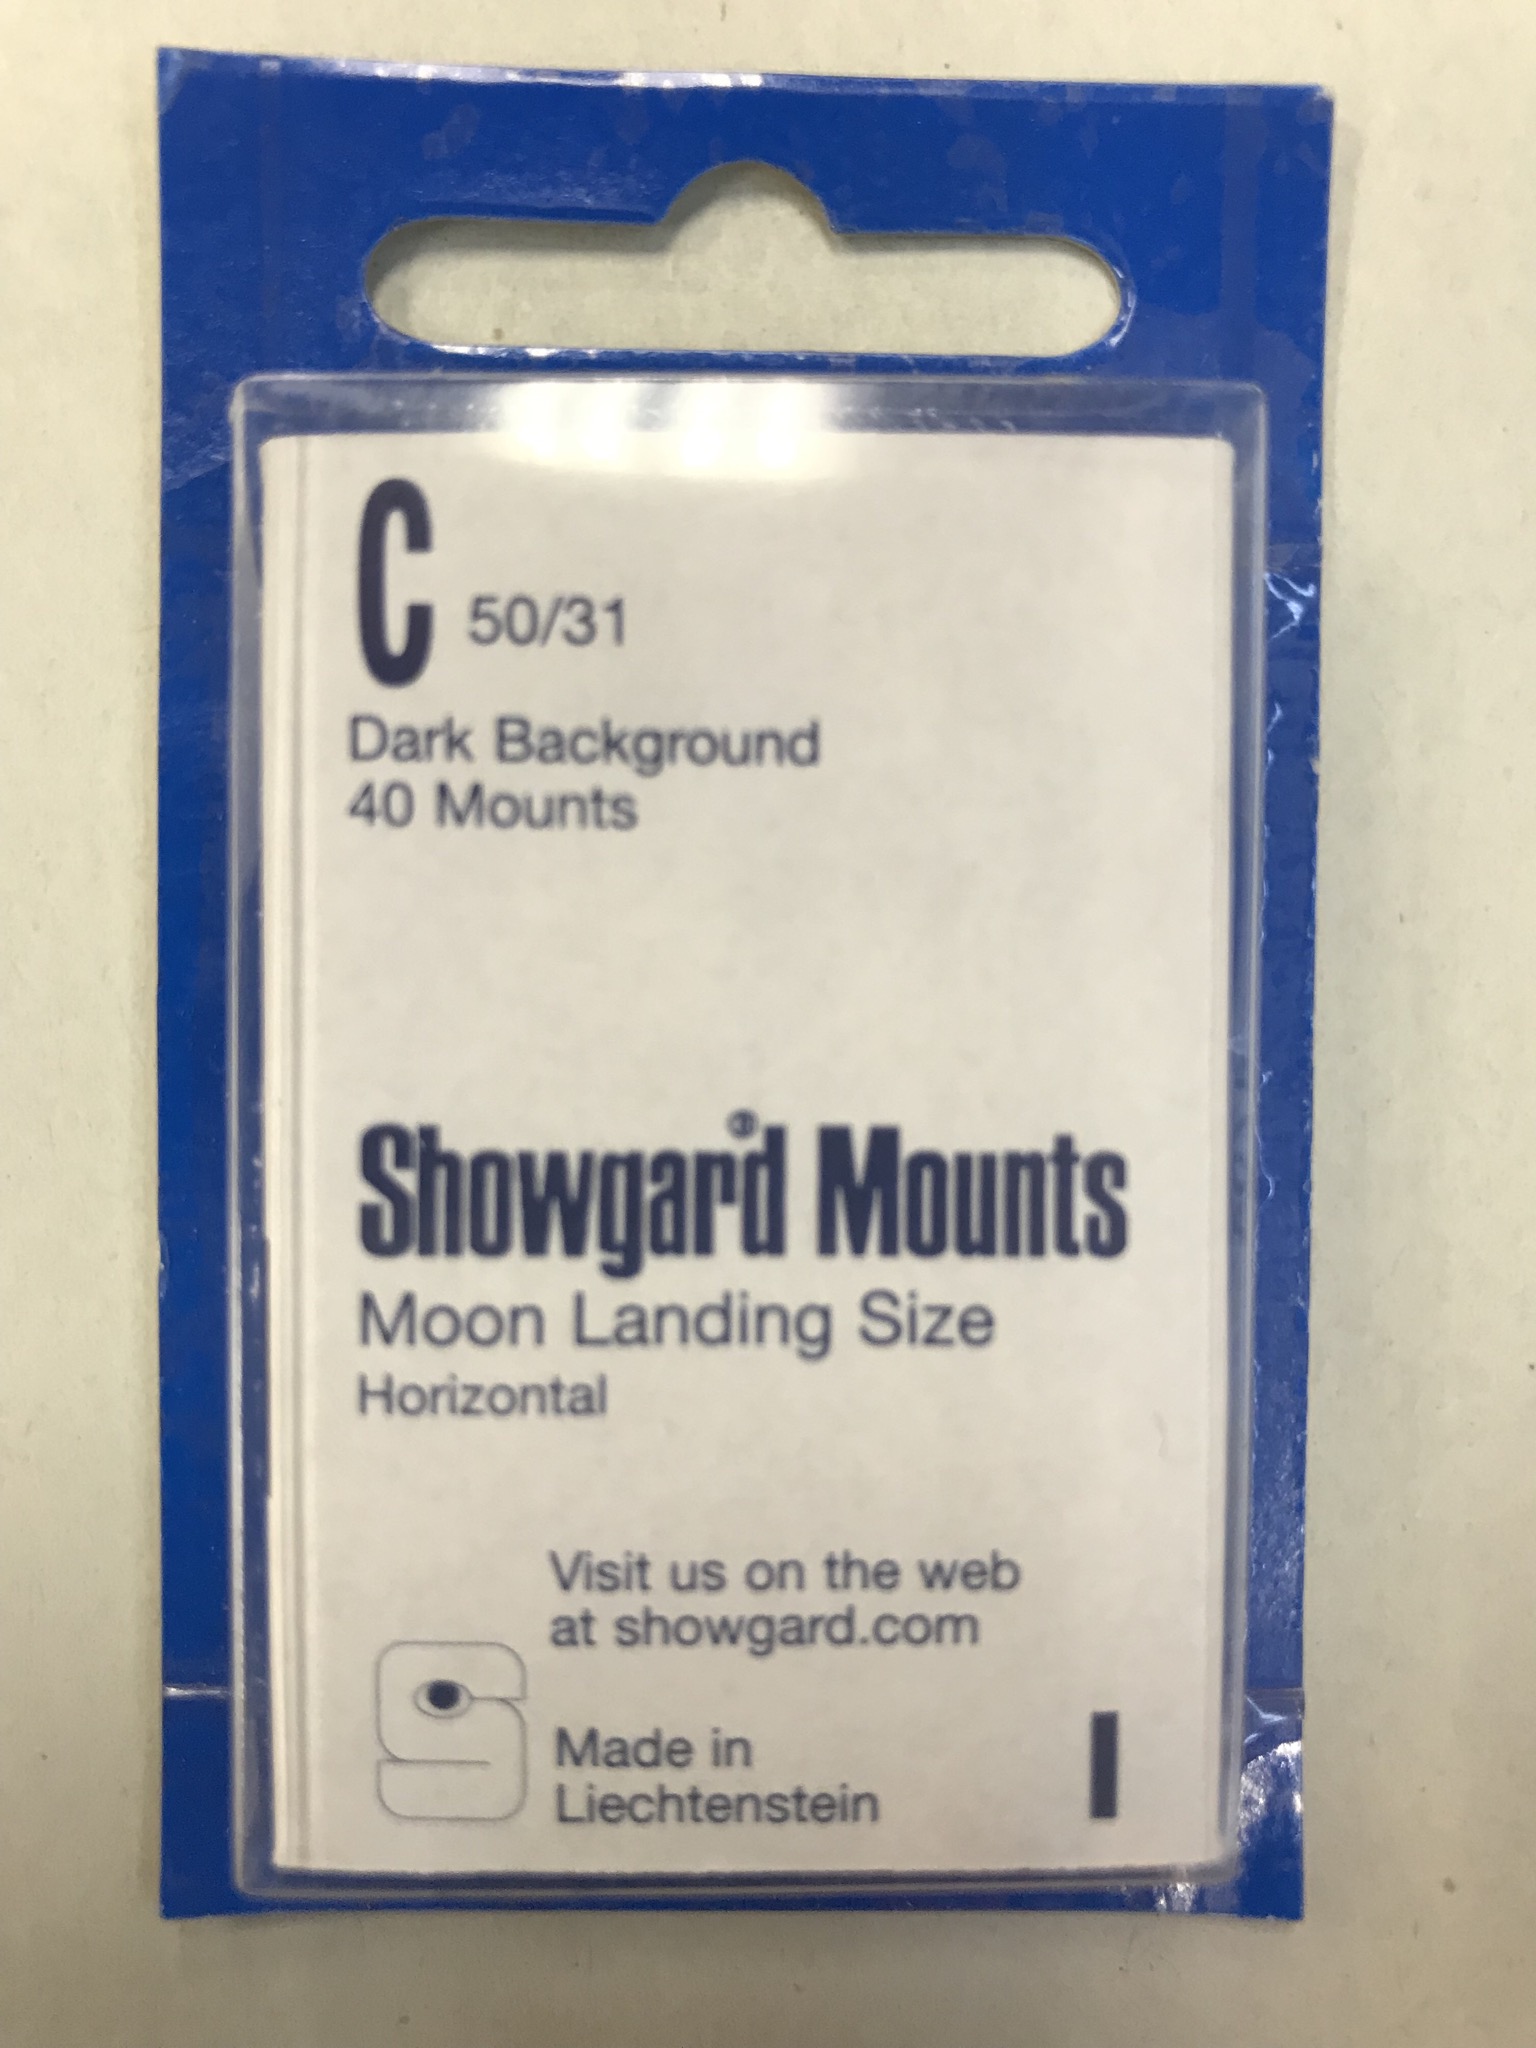 C 50/31
Dark Background
40 Mounts
Showgard® Mounts
Moon Landing Size
Horizontal
Visit us on the web
at showgard.com
Made in
Liechtenstein